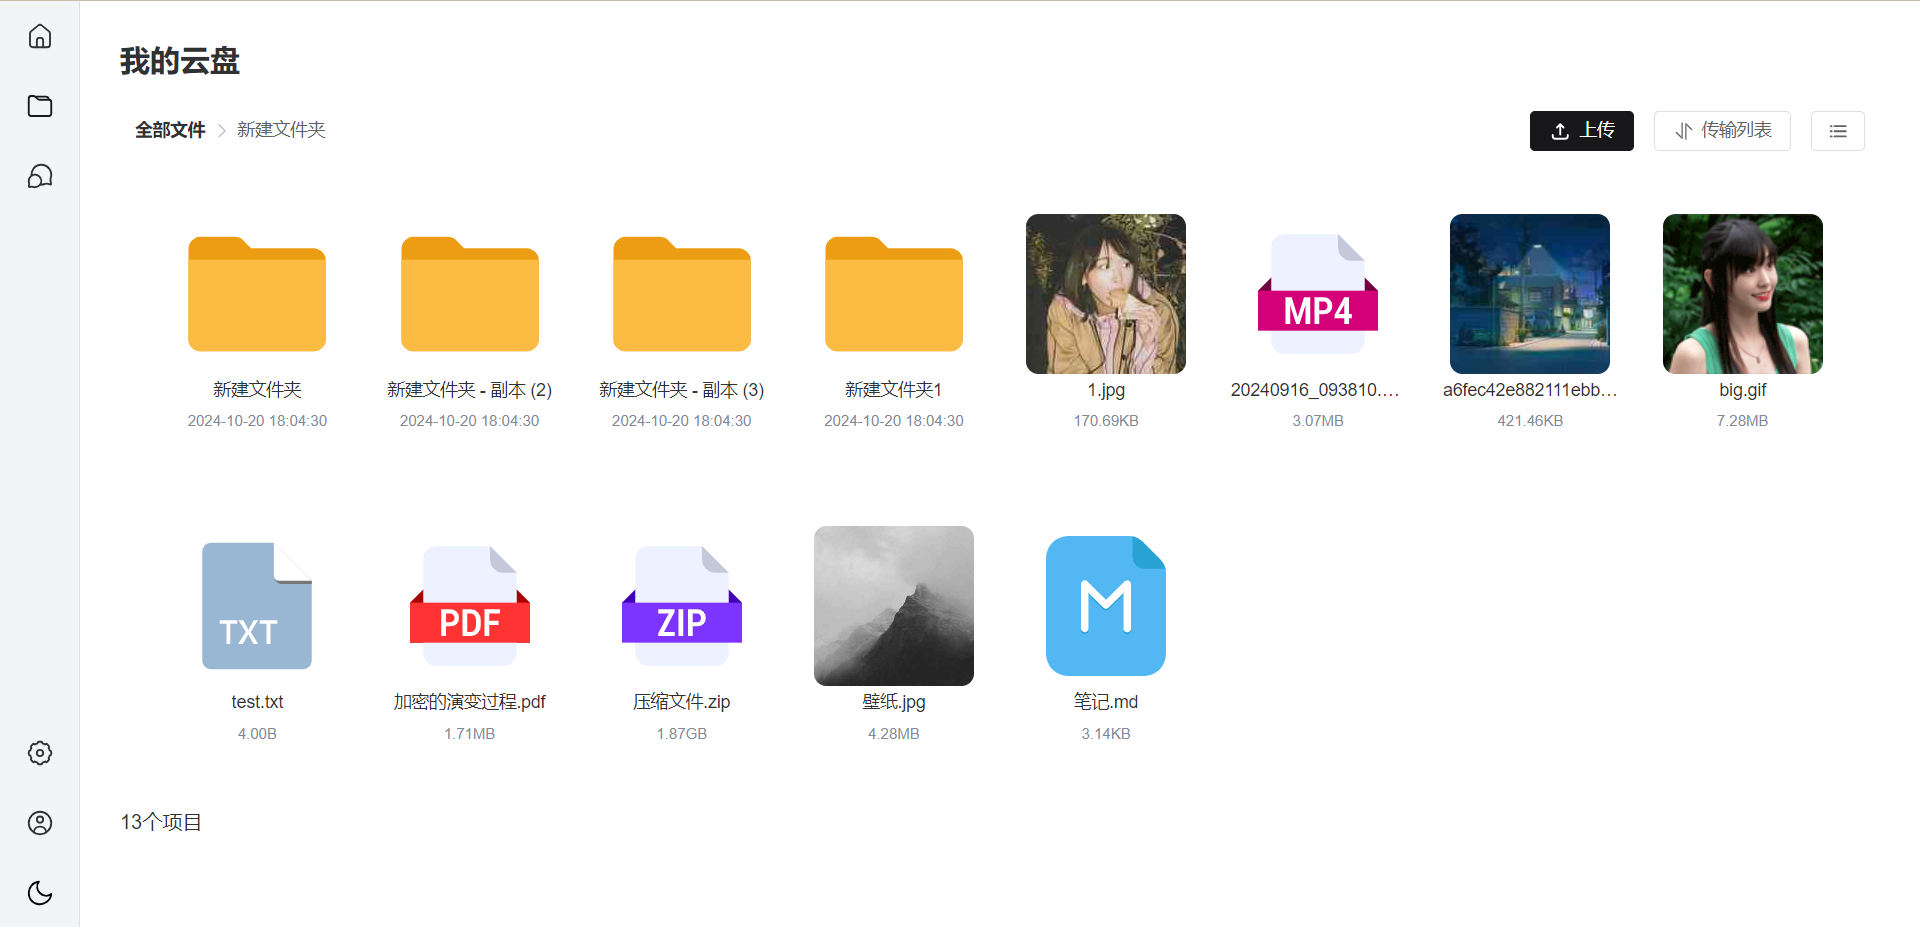 我的云盘
全部文件 > 新建文件夹
上传
传输列表
新建文件夹
2024-10-20 18:04:30
新建文件夹 - 副本 (2)
2024-10-20 18:04:30
新建文件夹 - 副本 (3)
2024-10-20 18:04:30
新建文件夹1
2024-10-20 18:04:30
1.jpg
170.69KB
MP4
20240916_093810....
3.07MB
a6fec42e882111ebb...
421.46KB
big.gif
7.28MB
TXT
test.txt
4.00B
PDF
加密的演变过程.pdf
1.71MB
ZIP
压缩文件.zip
1.87GB
壁纸.jpg
4.28MB
M
笔记.md
3.14KB
13个项目